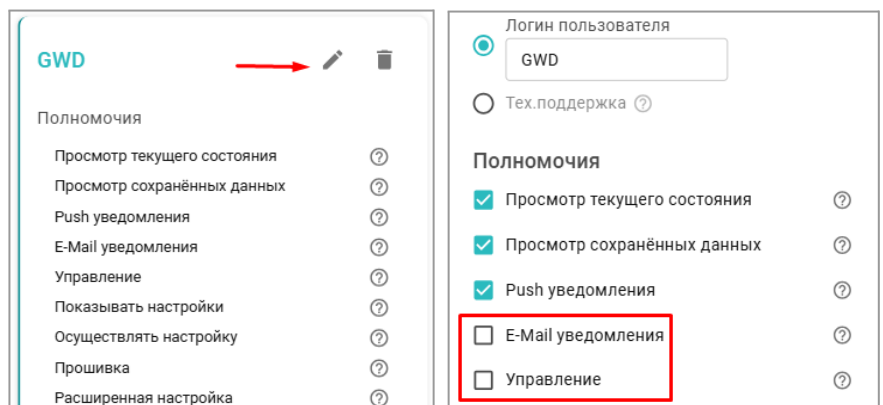 GWD
Полномочия
Просмотр текущего состояния
Просмотр сохранённых данных
Push уведомления
E-Mail уведомления
Управление
Показывать настройки
Осуществлять настройку
Прошивка
Расширенная настройка
Логин пользователя
GWD
Тех.поддержка
Полномочия
Просмотр текущего состояния
Просмотр сохранённых данных
Push уведомления
E-Mail уведомления
Управление